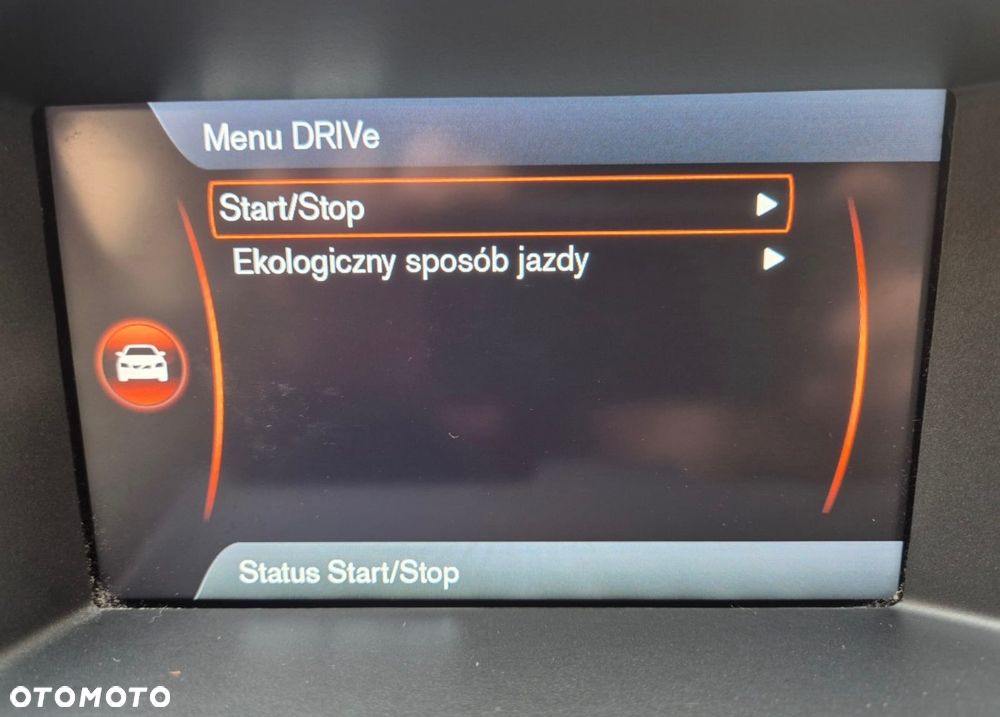 Menu DRIVe
Start/Stop
Ekologiczny sposób jazdy
Status Start/Stop
OTOMOTO